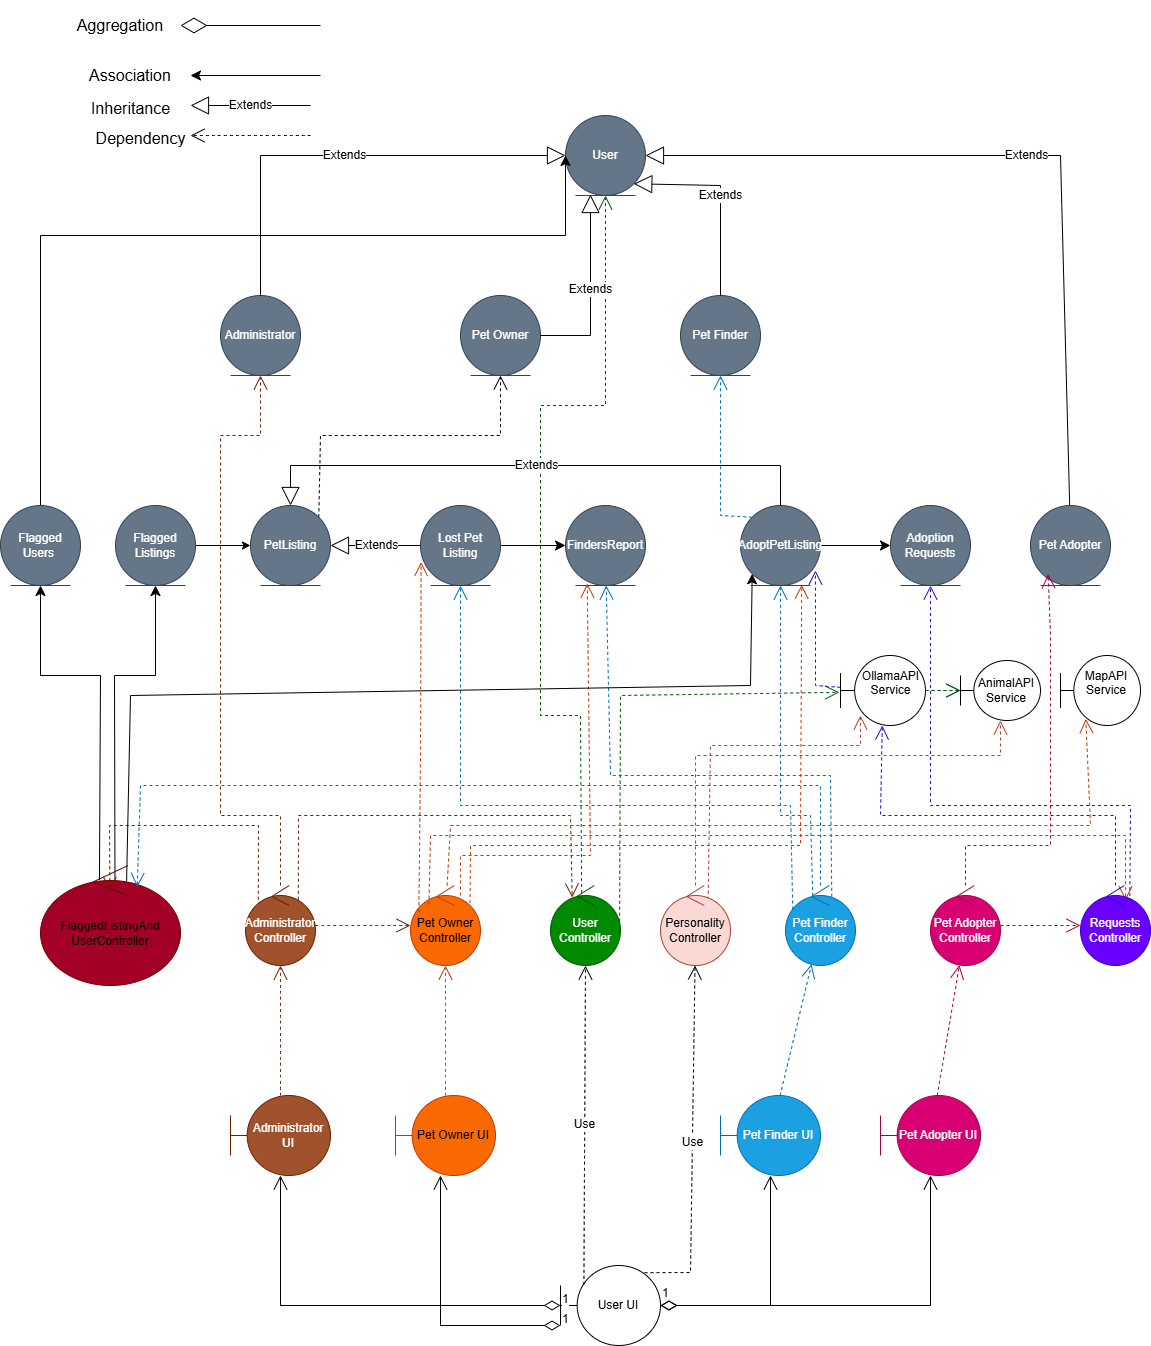 Aggregation
Association
Inheritance
Extends
Dependency
User
Extends
Extends
Extends
Extends
Administrator
Pet Owner
Pet Finder
Extends
Flagged
Users
Flagged
Listings
PetListing
Extends
Lost Pet
Listing
FindersReport
AdoptPetListing
Adoption
Requests
Pet Adopter
OllamaAPI
Service
AnimalAPI
Service
MapAPI
Service
FlaggedListingAnd
UserController
Administrator
Controller
Pet Owner
Controller
User
Controller
Personality
Controller
Pet Finder
Controller
Pet Adopter
Controller
Requests
Controller
Administrator
UI
Pet Owner UI
Use
Use
Pet Finder UI
Pet Adopter UI
1
1
User UI
1